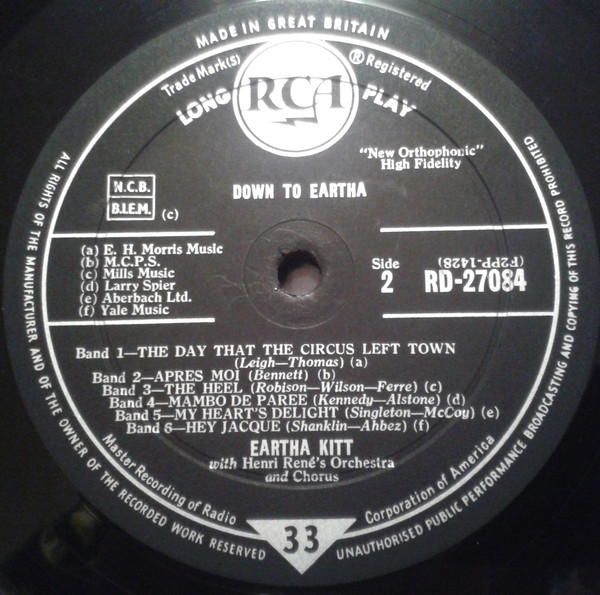 MADE IN GREAT BRITAIN
Trade Mark(s) ® Registered
LONG RCA PLAY
"New Orthophonic"
High Fidelity
N.C.B.
B.I.E.M. (c)
DOWN TO EARTHA
(a) E. H. Morris Music
(b) M.C.P.S.
(c) Mills Music
(d) Larry Spier
(e) Aberbach Ltd.
(f) Yale Music
Side
2
(F2PP-1428)
RD-27084
Band 1—THE DAY THAT THE CIRCUS LEFT TOWN
(Leigh—Thomas) (a)
Band 2—APRES MOI (Bennett) (b)
Band 3—THE HEEL (Robison—Wilson—Ferre) (c)
Band 4—MAMBO DE PAREE (Kennedy—Alstone) (d)
Band 5—MY HEART'S DELIGHT (Singleton—McCoy) (e)
Band 6—HEY JACQUE (Shanklin—Ahbez) (f)
EARTHA KITT
with Henri René's Orchestra
and Chorus
Master Recording of Radio Corporation of America
33
ALL RIGHTS OF THE MANUFACTURER AND OF THE OWNER OF THE RECORDED WORK RESERVED
UNAUTHORISED PUBLIC PERFORMANCE BROADCASTING AND COPYING OF THIS RECORD PROHIBITED